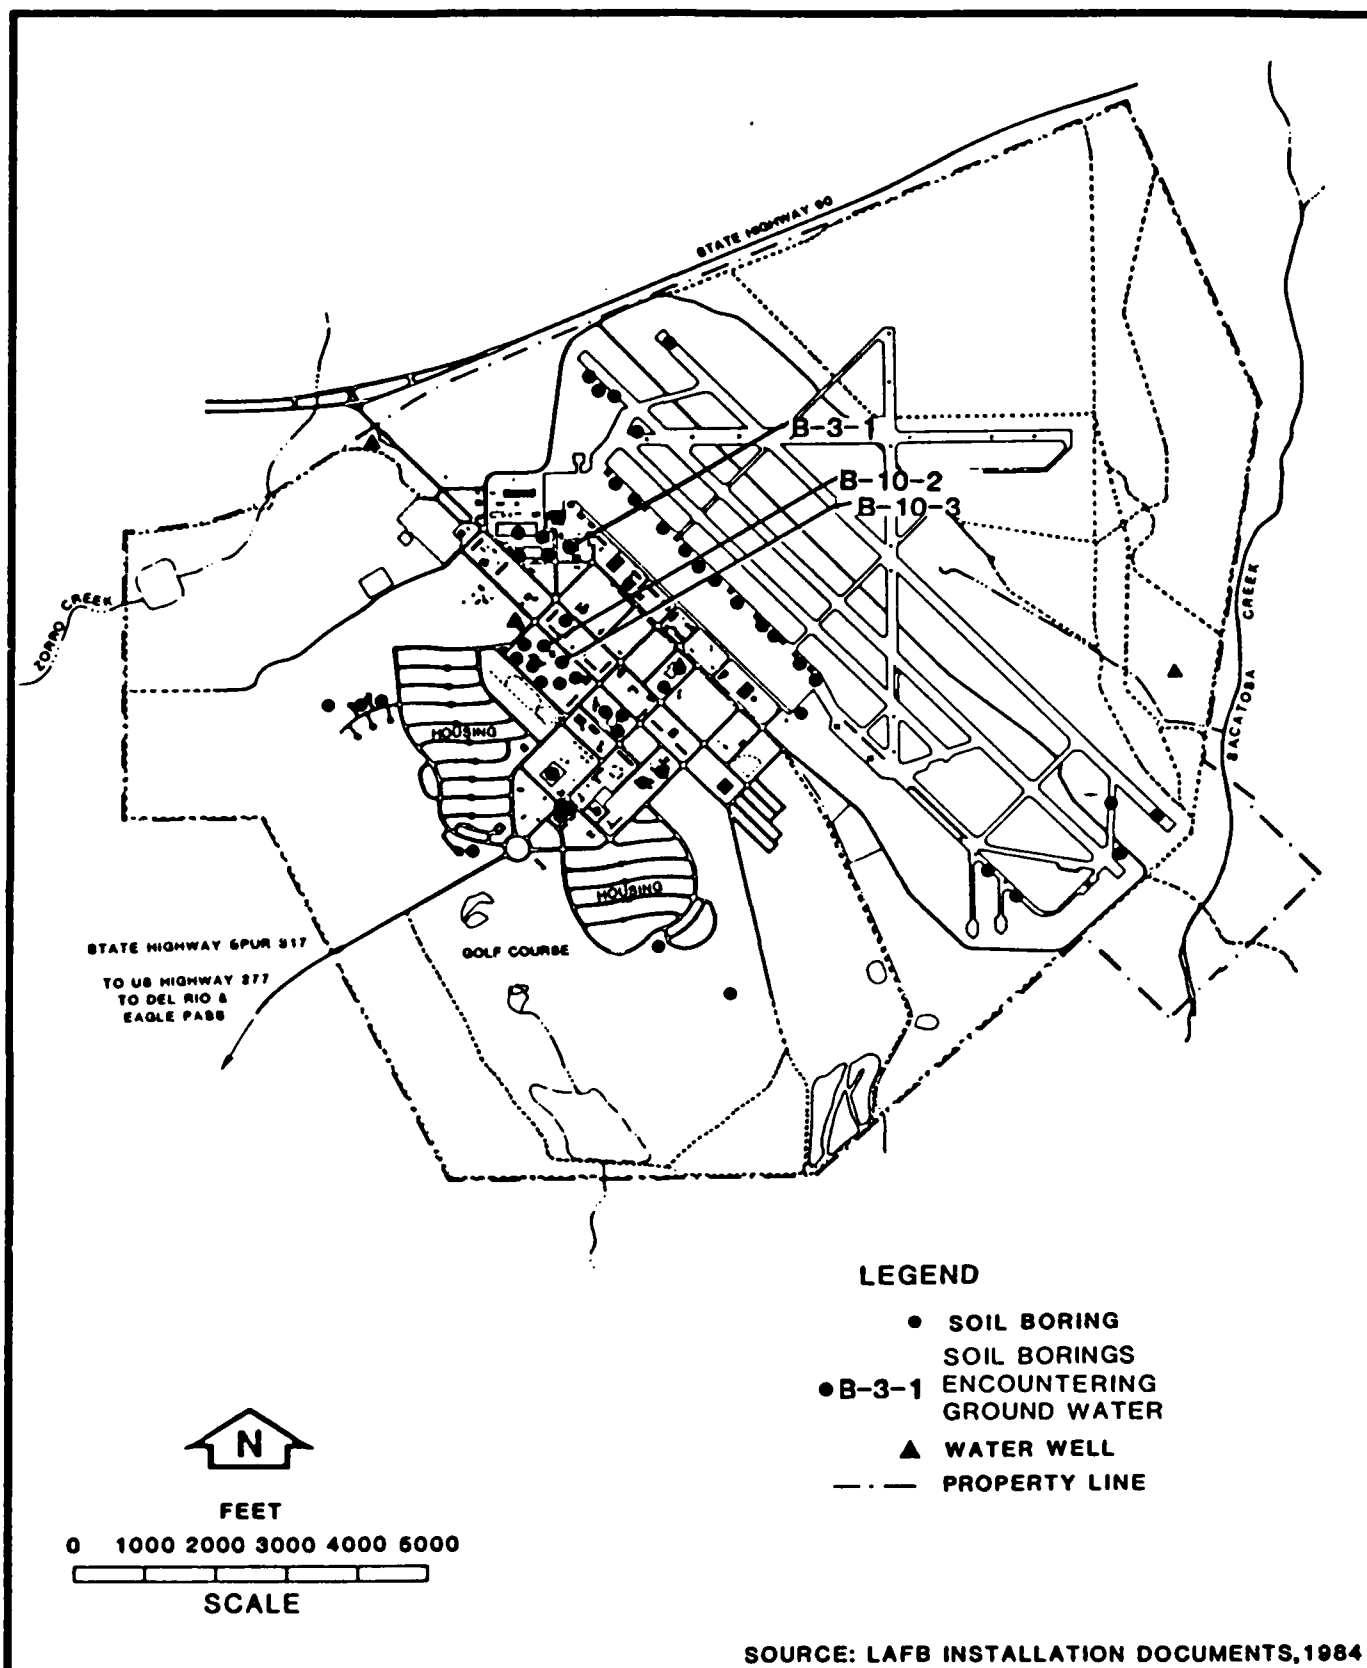 STATE HIGHWAY 90
B-3-1
B-10-2
B-10-3
ZORRO CREEK
SACATOSA CREEK
HOUSING
HOUSING
STATE HIGHWAY SPUR 317
GOLF COURSE
TO US HIGHWAY 277
TO DEL RIO &
EAGLE PASS
LEGEND
SOIL BORING
SOIL BORINGS
B-3-1 ENCOUNTERING
GROUND WATER
WATER WELL
PROPERTY LINE
N
FEET
0 1000 2000 3000 4000 5000
SCALE
SOURCE: LAFB INSTALLATION DOCUMENTS, 1984